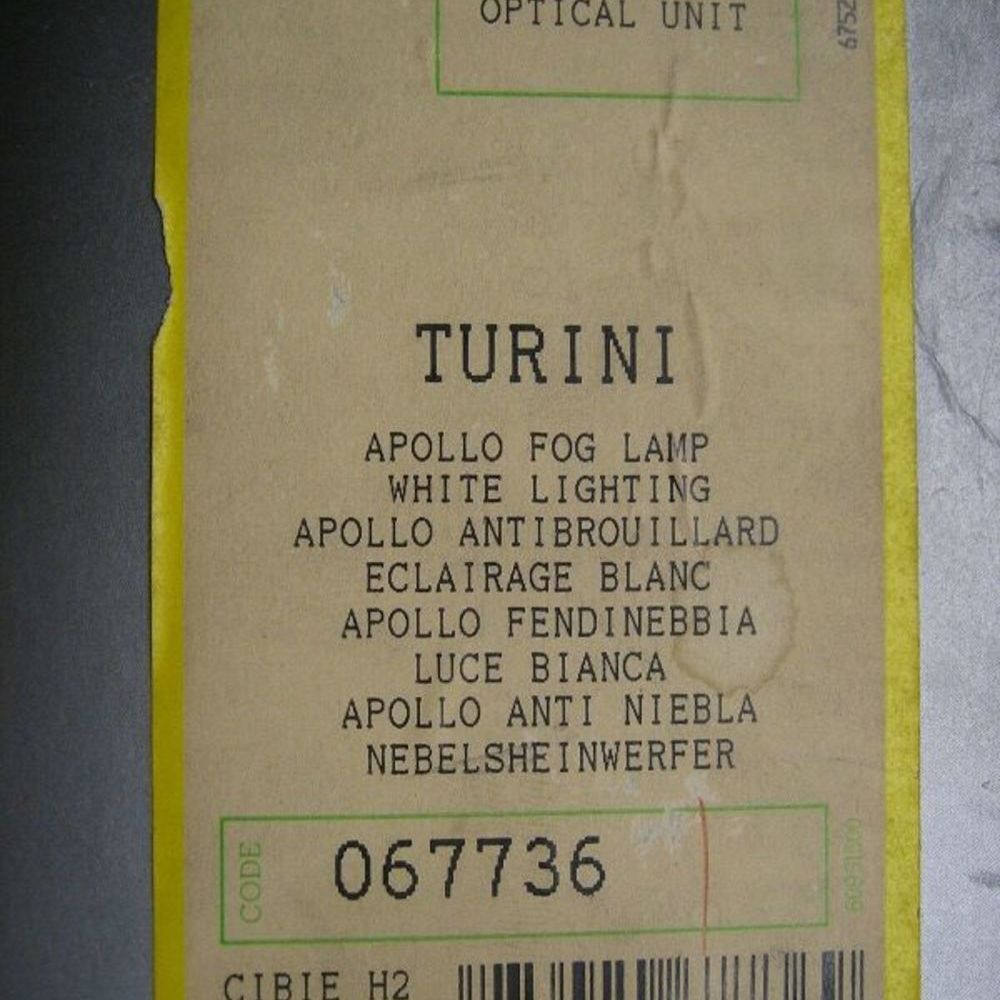 OPTICAL UNIT
TURINI
APOLLO FOG LAMP
WHITE LIGHTING
APOLLO ANTIBROUILLARD
ECLAIRAGE BLANC
APOLLO FENDINEBBIA
LUCE BIANCA
APOLLO ANTI NIEBLA
NEBELSHEINWERFER
CODE
067736
CIBIE H2